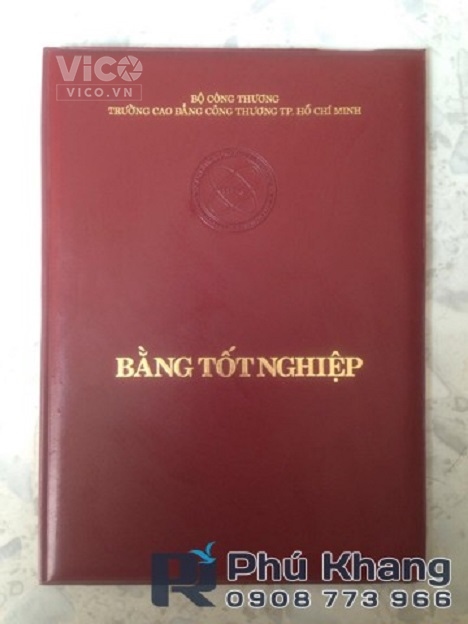 VICO
VICO.VN
BỘ CÔNG THƯƠNG
TRƯỜNG CAO ĐẲNG CÔNG THƯƠNG TP. HỒ CHÍ MINH
BẰNG TỐT NGHIỆP
Phú Khang
0908 773 966